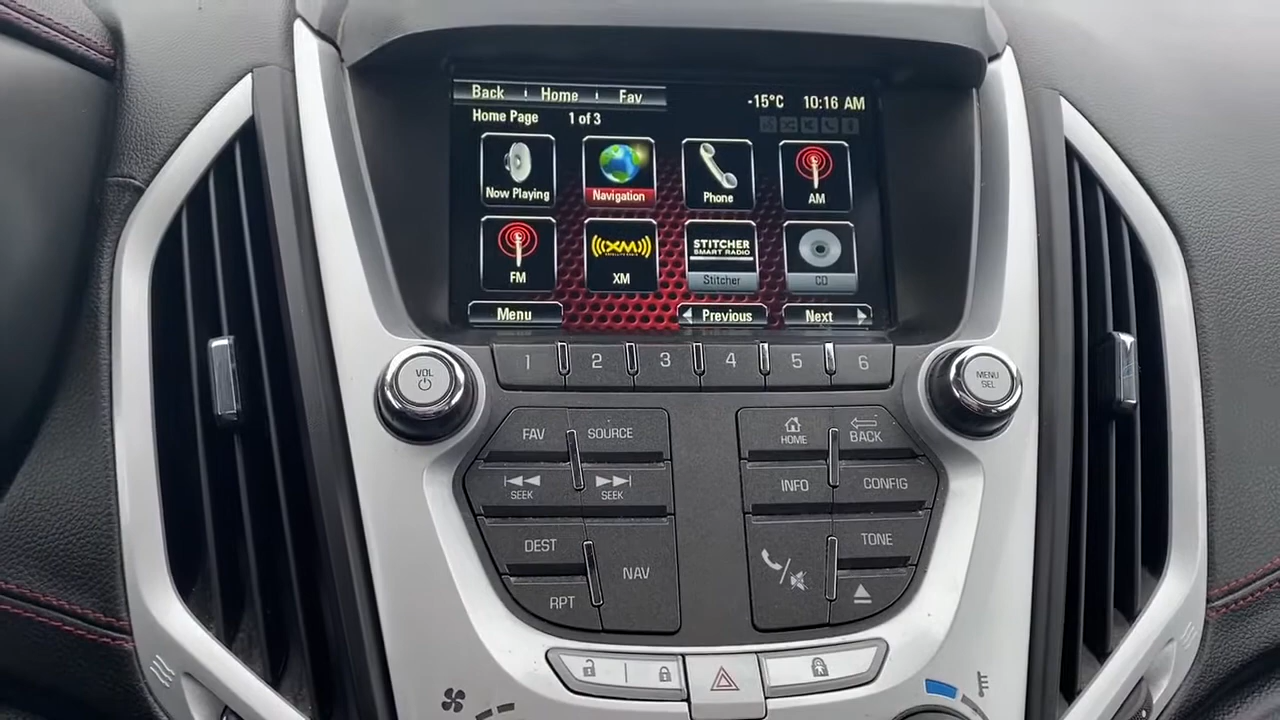 Back Home Fav -15°C 10:16 AM
Home Page 1 of 3
Now Playing Navigation Phone AM
STITCHER
SMART RADIO
FM XM Stitcher CD
Menu Previous Next
1 2 3 4 5 6
VOL
MENU
SEL
FAV SOURCE HOME BACK
SEEK SEEK INFO CONFIG
DEST NAV TONE
RPT